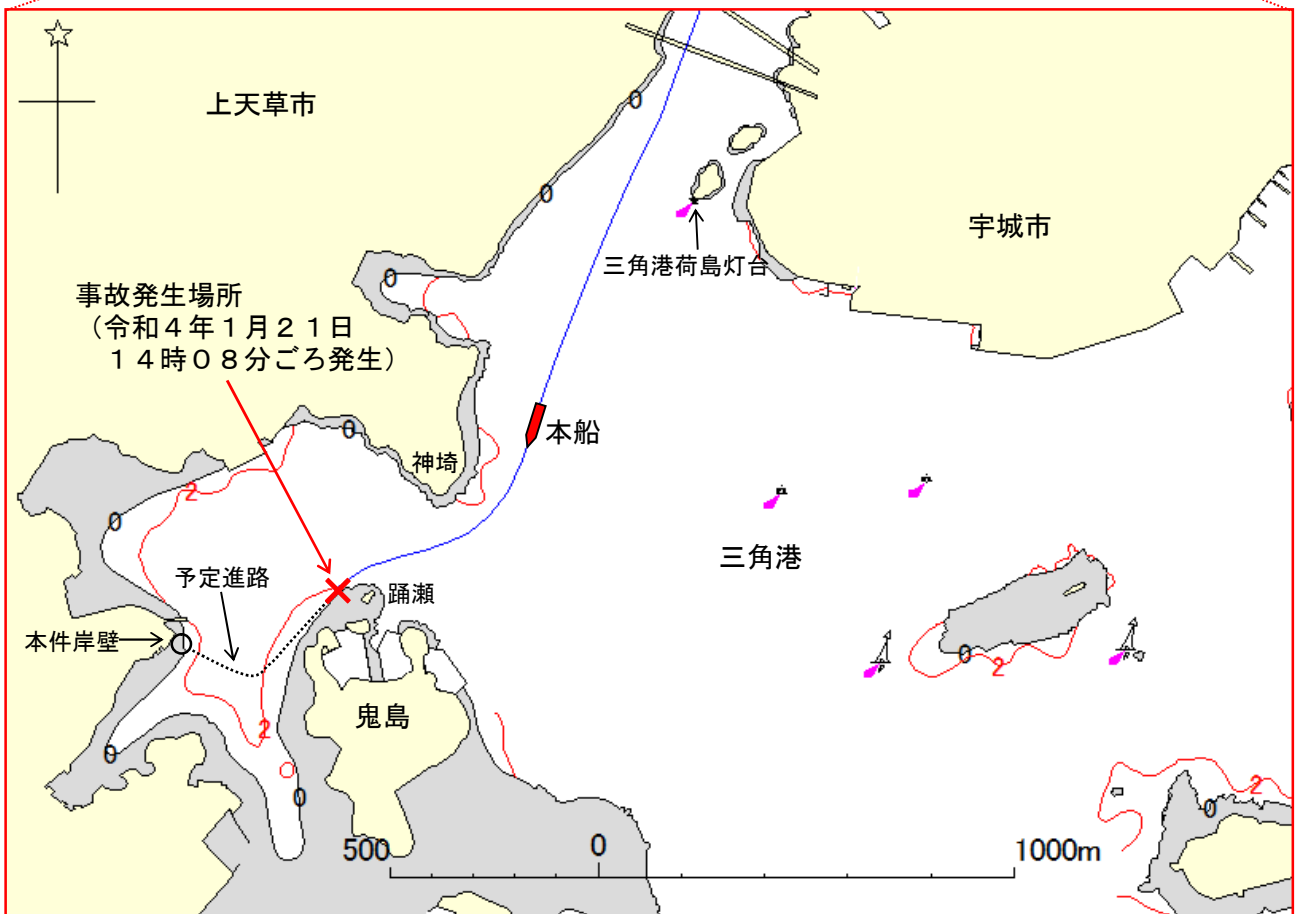 上天草市
0
0
宇城市
三角港荷島灯台
0
事故発生場所
（令和４年１月２１日
１４時０８分ごろ発生）
本船
0
神埼
2
0
三角港
予定進路
踊瀬
本件岸壁
0
2
鬼島
2
0
0
2
0
500
0
1000m